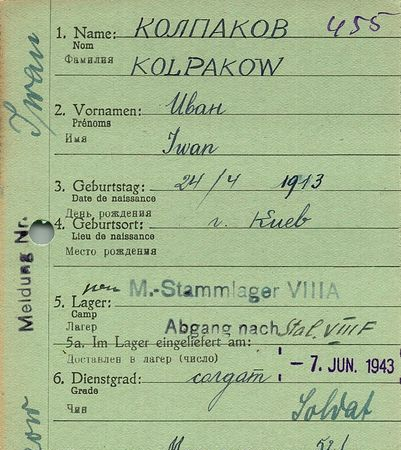 455
1. Name: КОЛПАКОВ
Nom
Фамилия KOLPAKOW
2. Vornamen: Иван
Prénoms
Имя Iwan
3. Geburtstag: 24/4 1913
Date de naissance
День рождения
4. Geburtsort: г. Киев
Lieu de naissance
Место рождения
M.-Stammlager VIIIA
5. Lager:
Camp
Лагерь Abgang nach Stal. VIII F
5a. Im Lager eingeliefert am:
Доставлен в лагерь (число) - 7. JUN. 1943
6. Dienstgrad: солдат
Grade
Чин Soldat
Iwan
Meldung Nr.